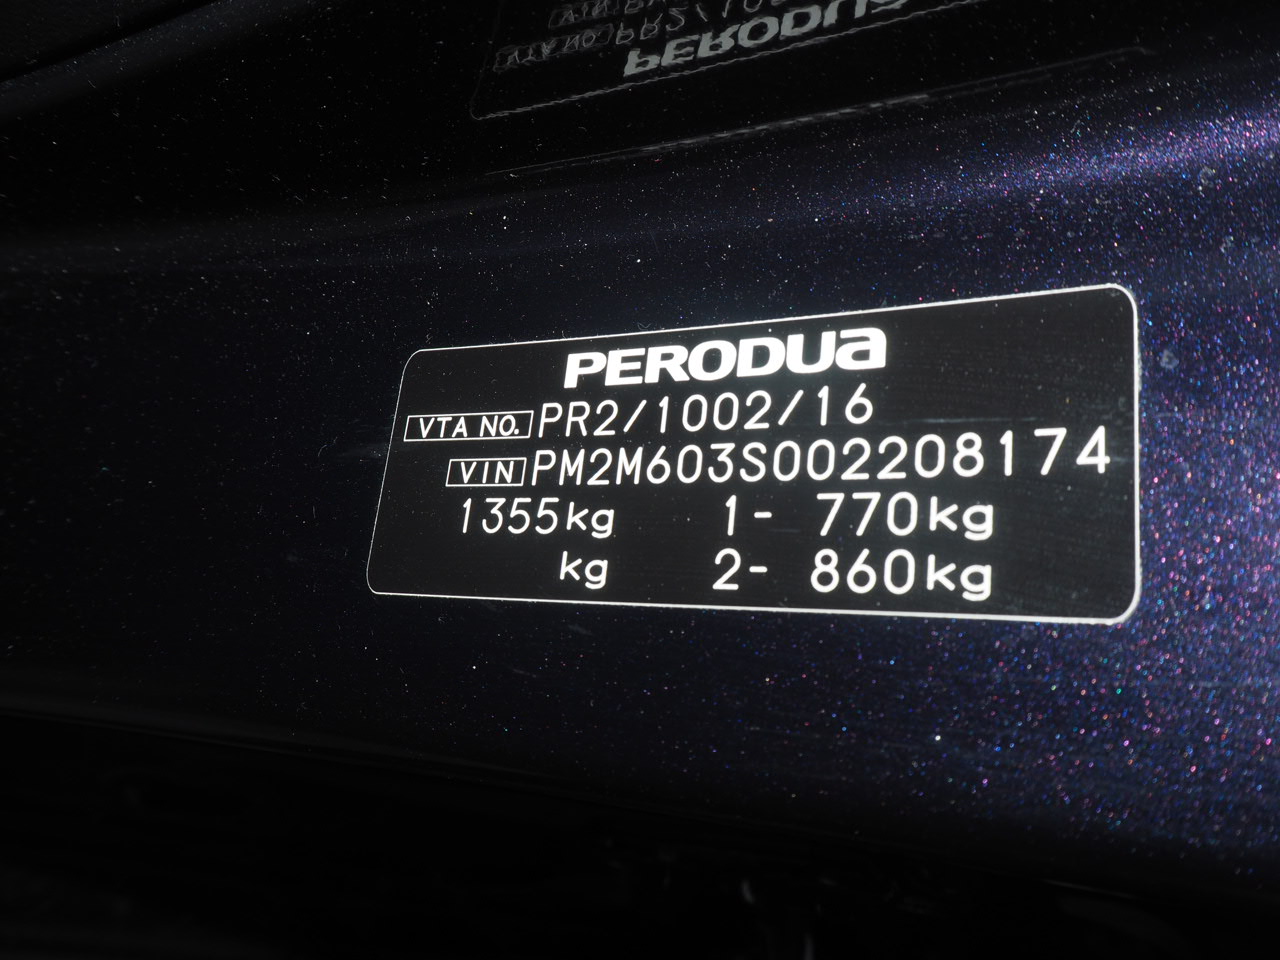 PERODUA
VTA NO. PR2/1002/16
VIN PM2M603S002208174
1355kg 1- 770kg
kg 2- 860kg